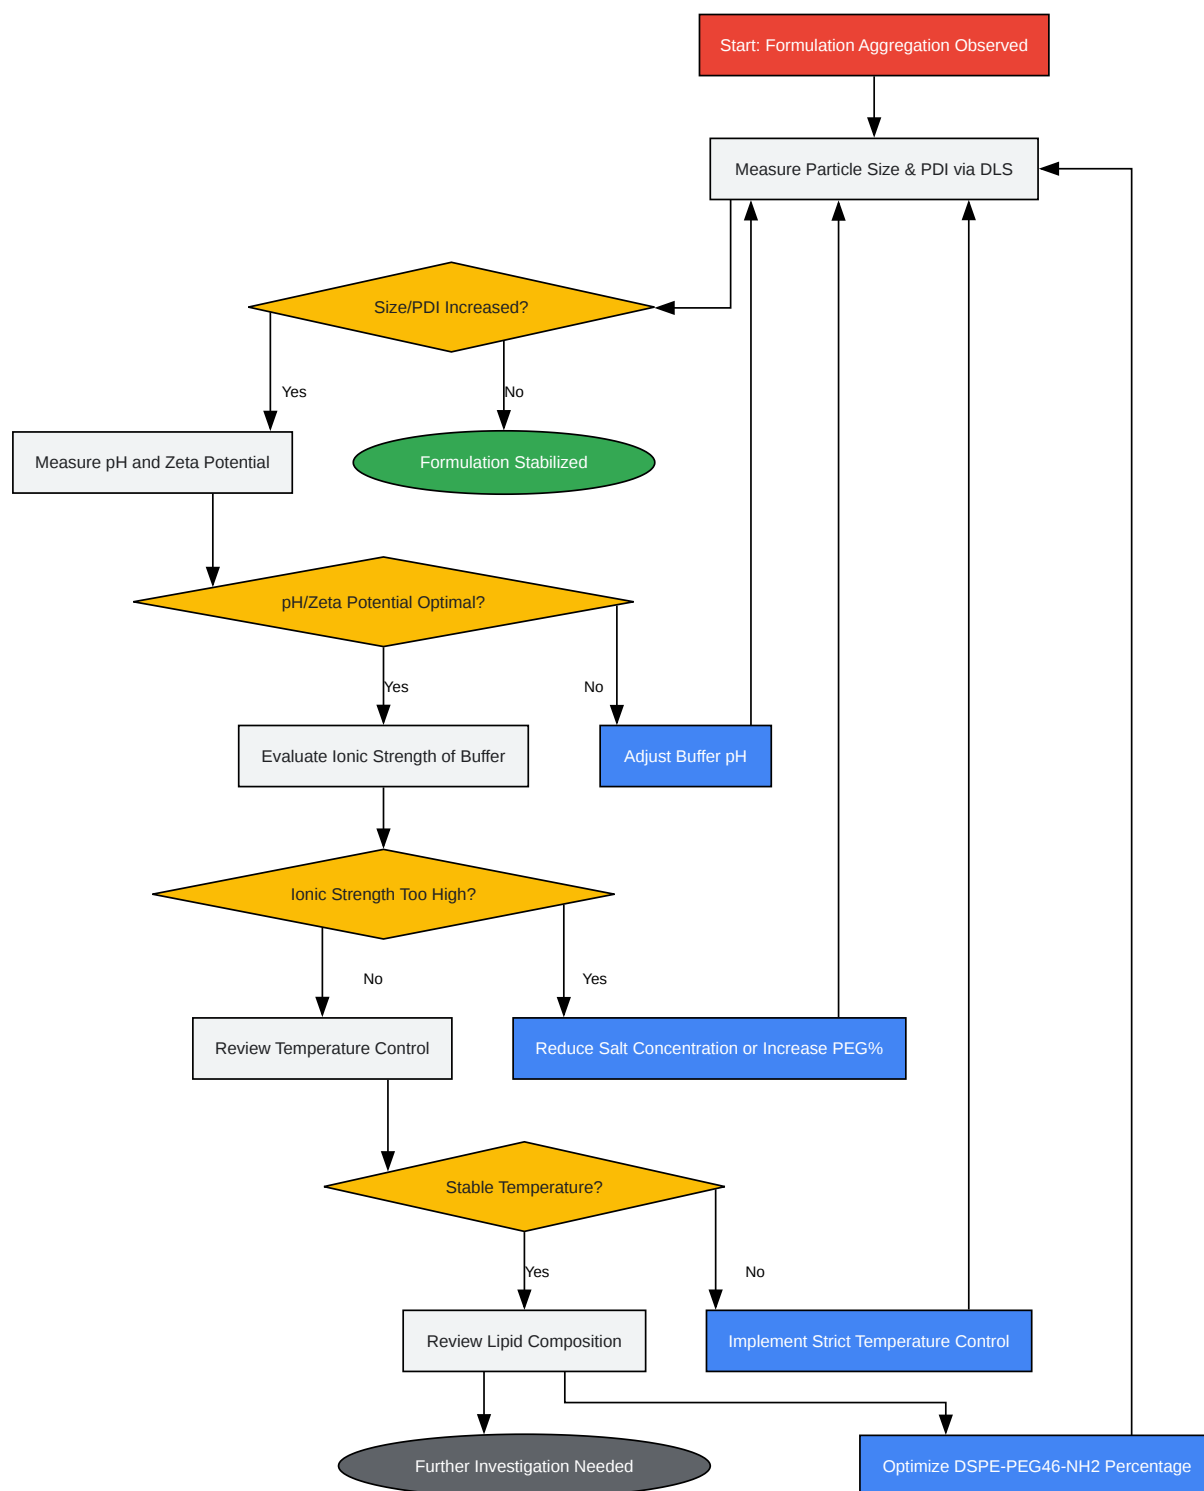 Start: Formulation Aggregation Observed
Measure Particle Size & PDI via DLS
Size/PDI Increased?
Yes
No
Measure pH and Zeta Potential
Formulation Stabilized
pH/Zeta Potential Optimal?
Yes
No
Evaluate Ionic Strength of Buffer
Adjust Buffer pH
Ionic Strength Too High?
No
Yes
Review Temperature Control
Reduce Salt Concentration or Increase PEG%
Stable Temperature?
Yes
No
Review Lipid Composition
Implement Strict Temperature Control
Further Investigation Needed
Optimize DSPE-PEG46-NH2 Percentage